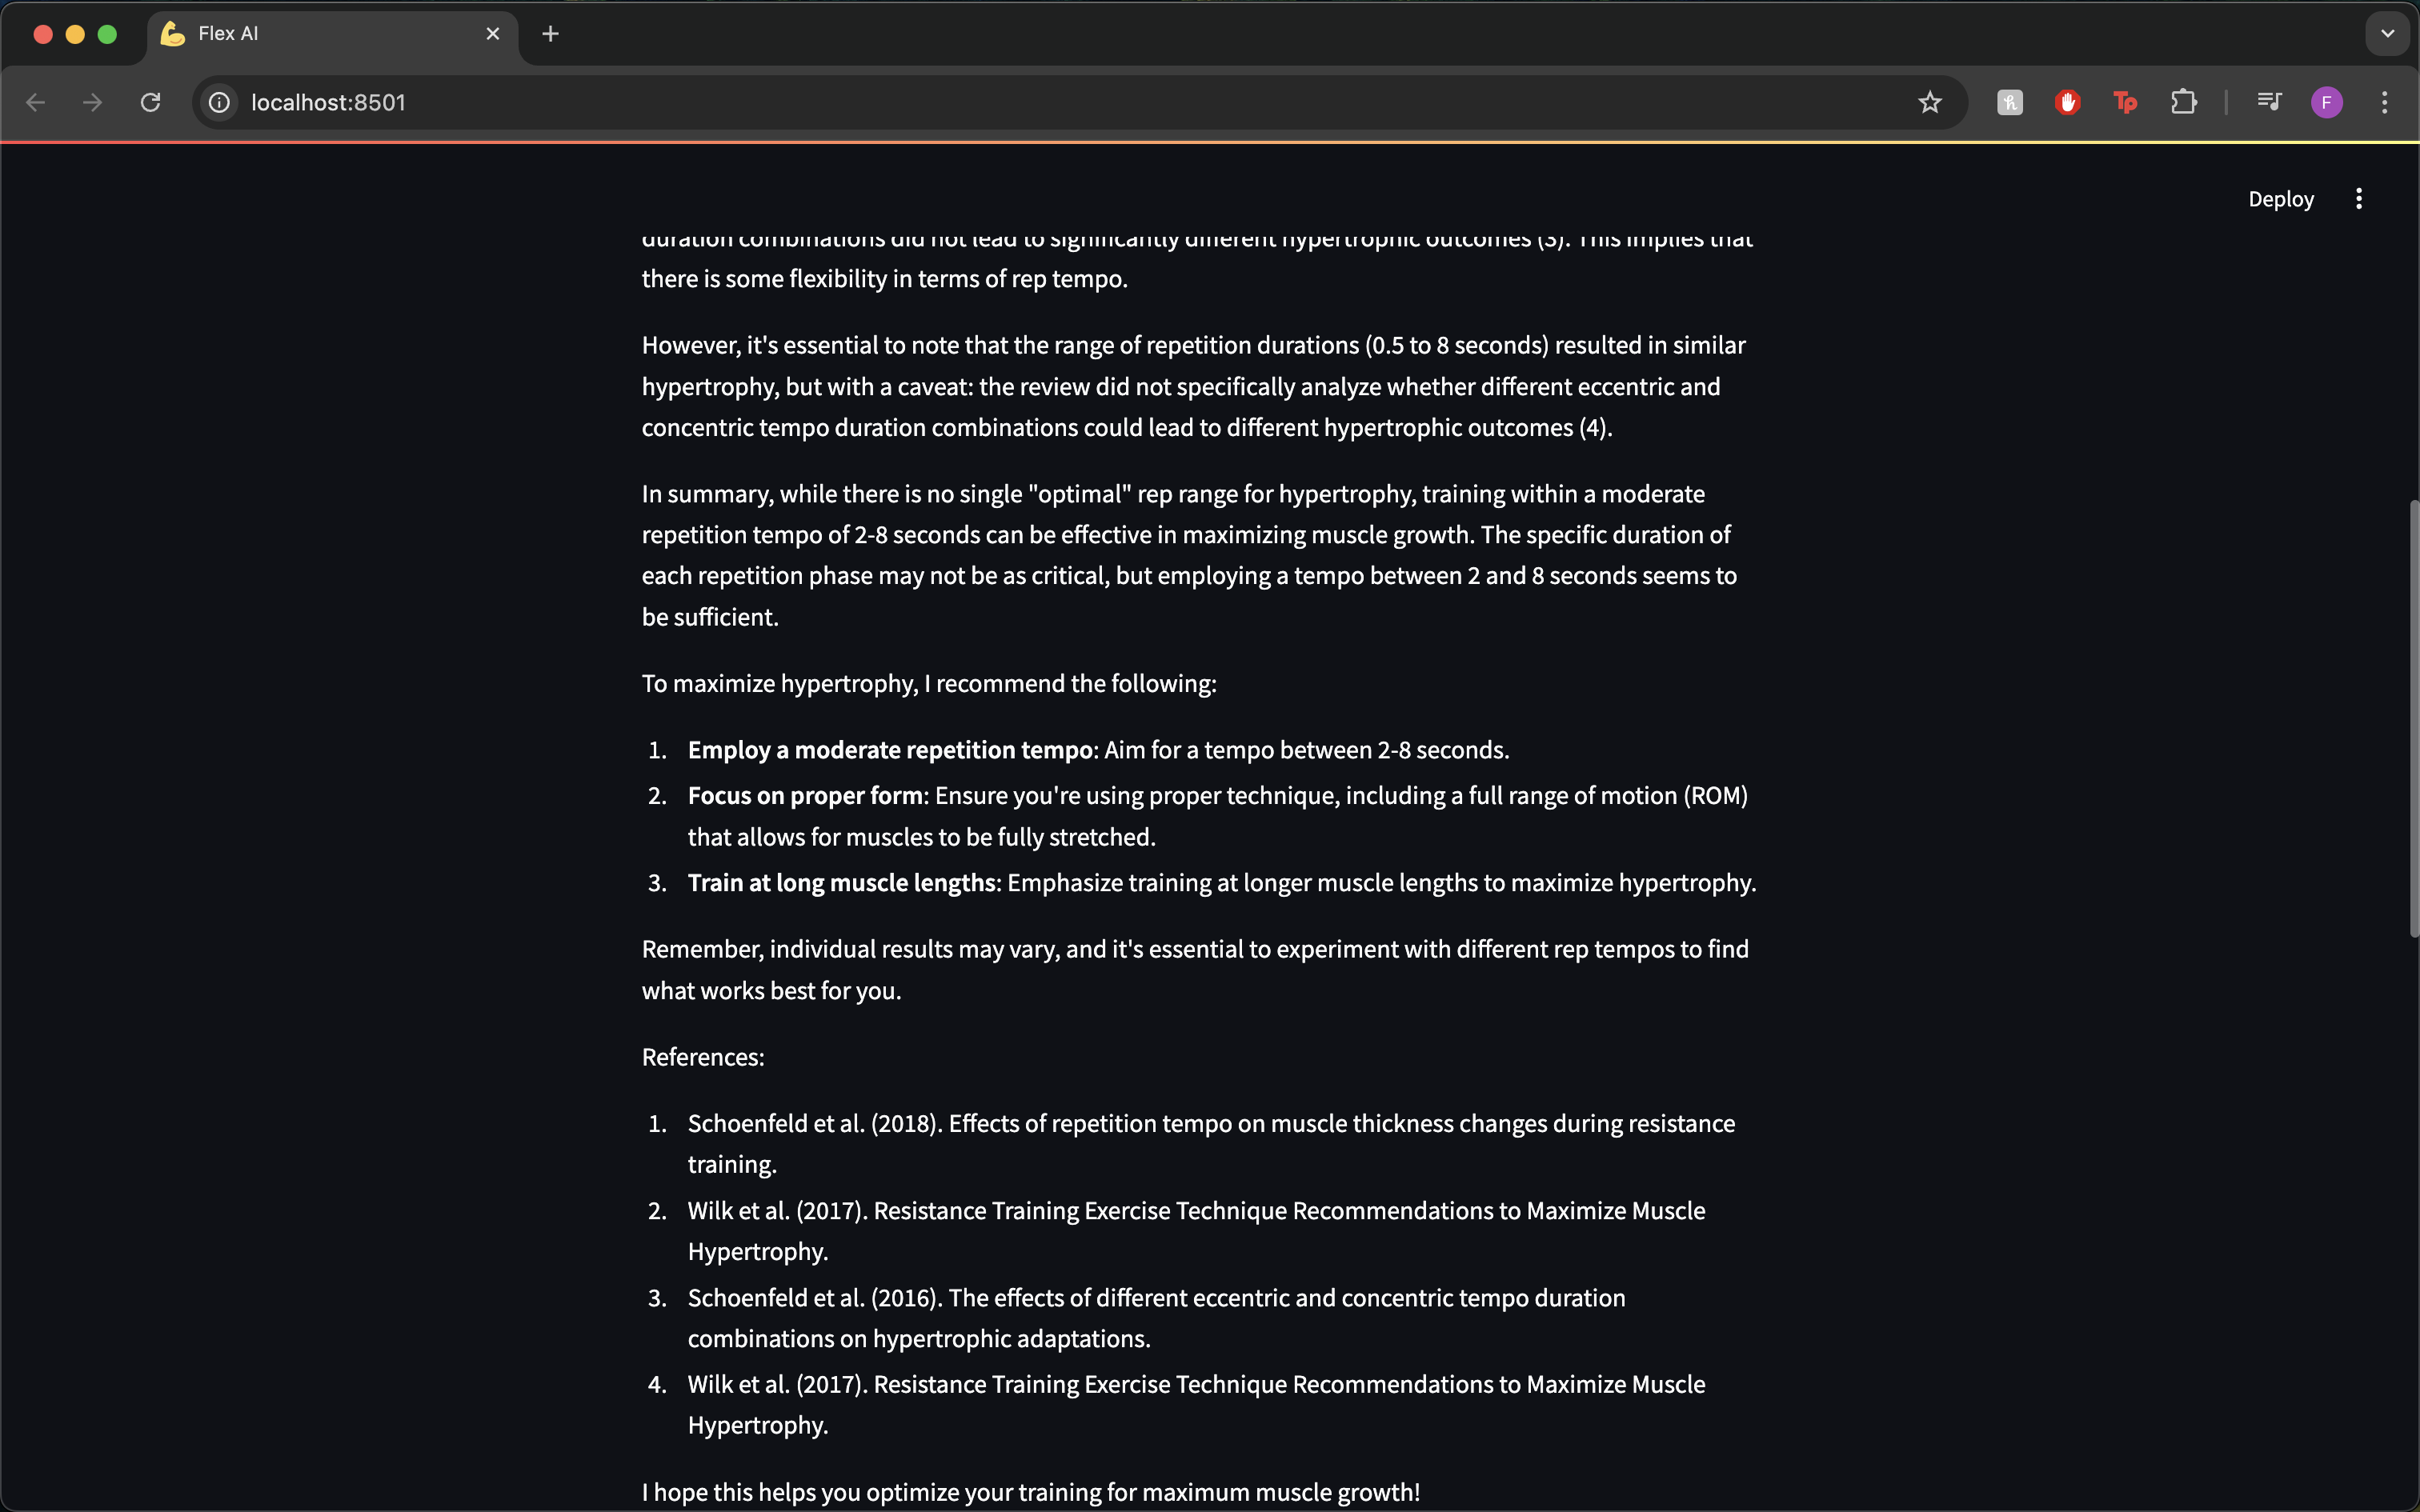 Flex AI
localhost:8501
F
Deploy
duration combinations did not lead to significantly different hypertrophic outcomes (3). This implies that
there is some flexibility in terms of rep tempo.
However, it's essential to note that the range of repetition durations (0.5 to 8 seconds) resulted in similar
hypertrophy, but with a caveat: the review did not specifically analyze whether different eccentric and
concentric tempo duration combinations could lead to different hypertrophic outcomes (4).
In summary, while there is no single "optimal" rep range for hypertrophy, training within a moderate
repetition tempo of 2-8 seconds can be effective in maximizing muscle growth. The specific duration of
each repetition phase may not be as critical, but employing a tempo between 2 and 8 seconds seems to
be sufficient.
To maximize hypertrophy, I recommend the following:
1. Employ a moderate repetition tempo: Aim for a tempo between 2-8 seconds.
2. Focus on proper form: Ensure you're using proper technique, including a full range of motion (ROM)
that allows for muscles to be fully stretched.
3. Train at long muscle lengths: Emphasize training at longer muscle lengths to maximize hypertrophy.
Remember, individual results may vary, and it's essential to experiment with different rep tempos to find
what works best for you.
References:
1. Schoenfeld et al. (2018). Effects of repetition tempo on muscle thickness changes during resistance
training.
2. Wilk et al. (2017). Resistance Training Exercise Technique Recommendations to Maximize Muscle
Hypertrophy.
3. Schoenfeld et al. (2016). The effects of different eccentric and concentric tempo duration
combinations on hypertrophic adaptations.
4. Wilk et al. (2017). Resistance Training Exercise Technique Recommendations to Maximize Muscle
Hypertrophy.
I hope this helps you optimize your training for maximum muscle growth!